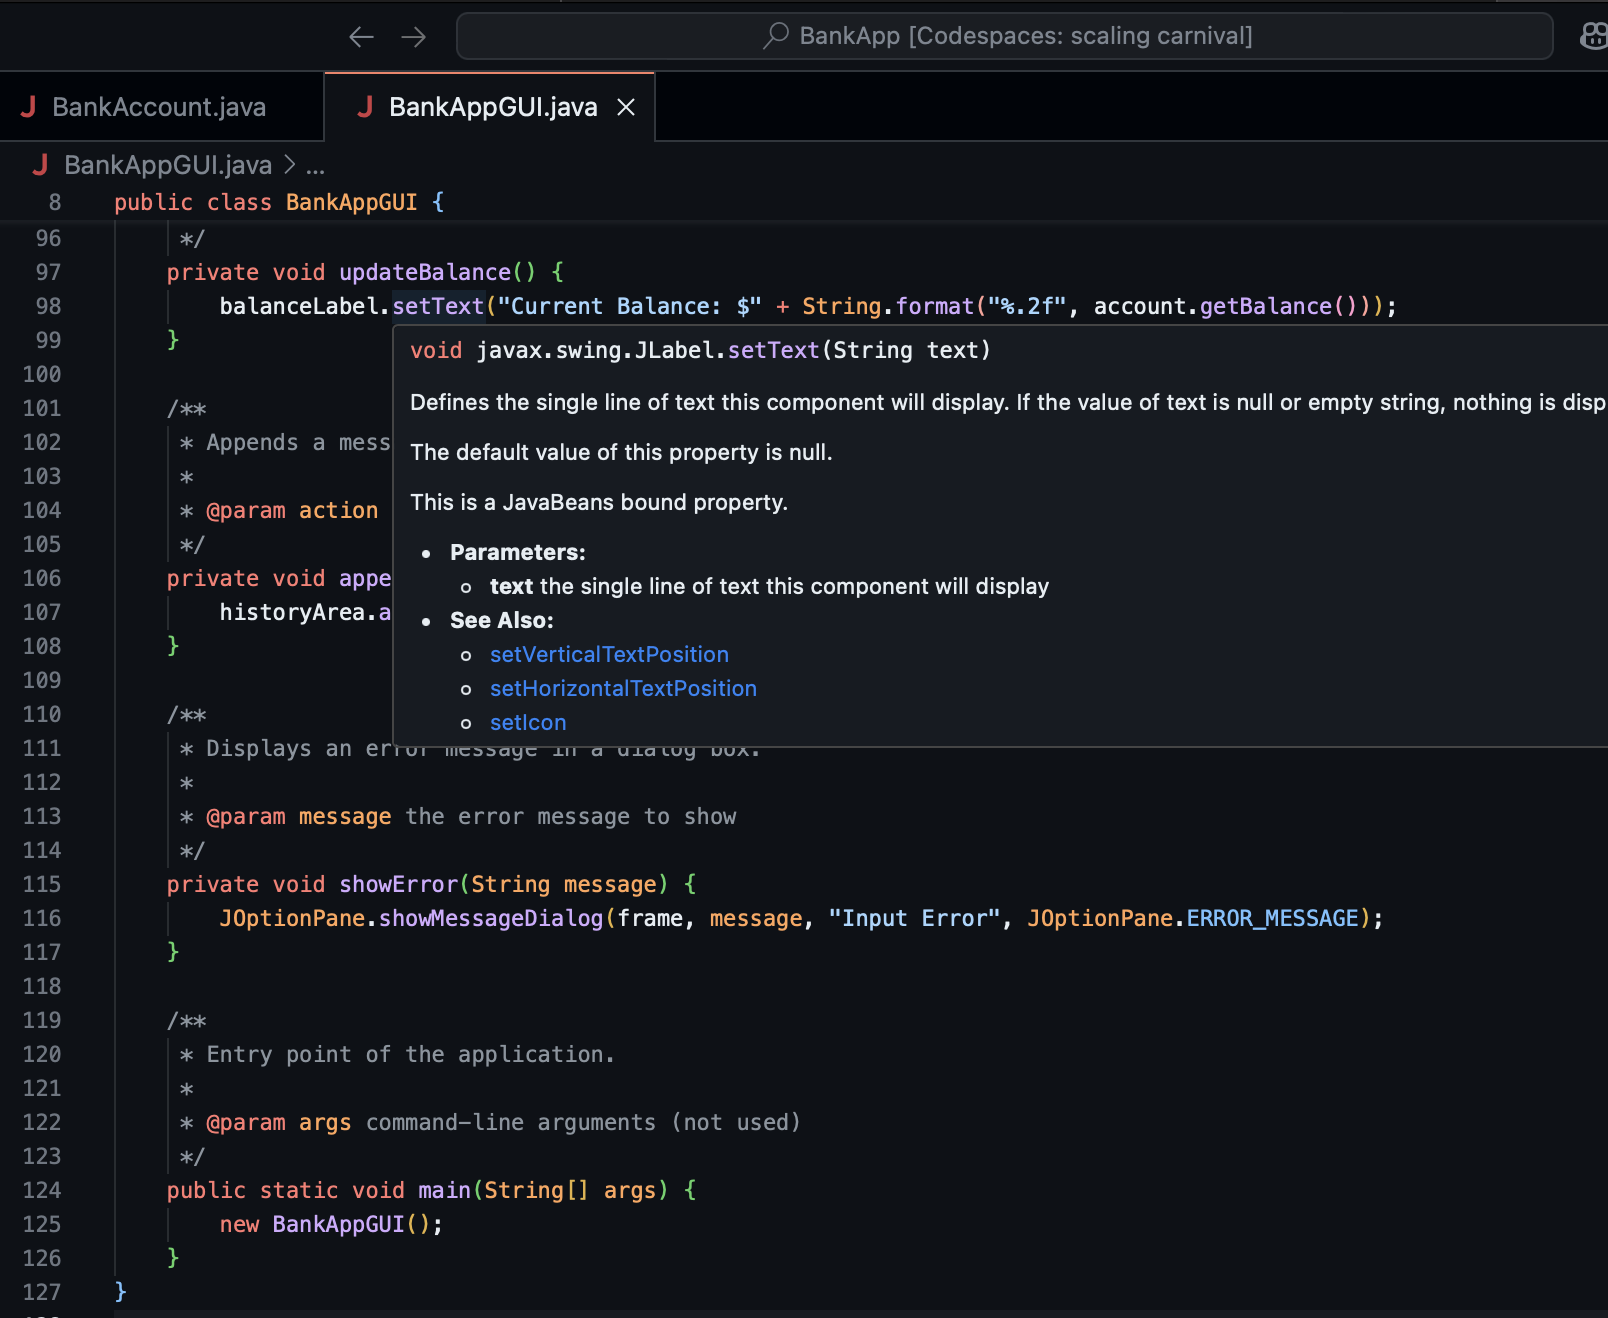 BankApp [Codespaces: scaling carnival]
BankAccount.java
BankAppGUI.java
BankAppGUI.java > ...
8 public class BankAppGUI {
96 */
97 private void updateBalance() {
98 balanceLabel.setText("Current Balance: $" + String.format("%.2f", account.getBalance()));
99 }
void javax.swing.JLabel.setText(String text)
Defines the single line of text this component will display. If the value of text is null or empty string, nothing is disp
The default value of this property is null.
This is a JavaBeans bound property.
• Parameters:
○ text the single line of text this component will display
• See Also:
○ setVerticalTextPosition
○ setHorizontalTextPosition
○ setIcon
100
101 /**
102 * Appends a mess
103 *
104 * @param action
105 */
106 private void appe
107 historyArea.a
108 }
109
110 /**
111 * Displays an error message in a dialog box.
112 *
113 * @param message the error message to show
114 */
115 private void showError(String message) {
116 JOptionPane.showMessageDialog(frame, message, "Input Error", JOptionPane.ERROR_MESSAGE);
117 }
118
119 /**
120 * Entry point of the application.
121 *
122 * @param args command-line arguments (not used)
123 */
124 public static void main(String[] args) {
125 new BankAppGUI();
126 }
127 }